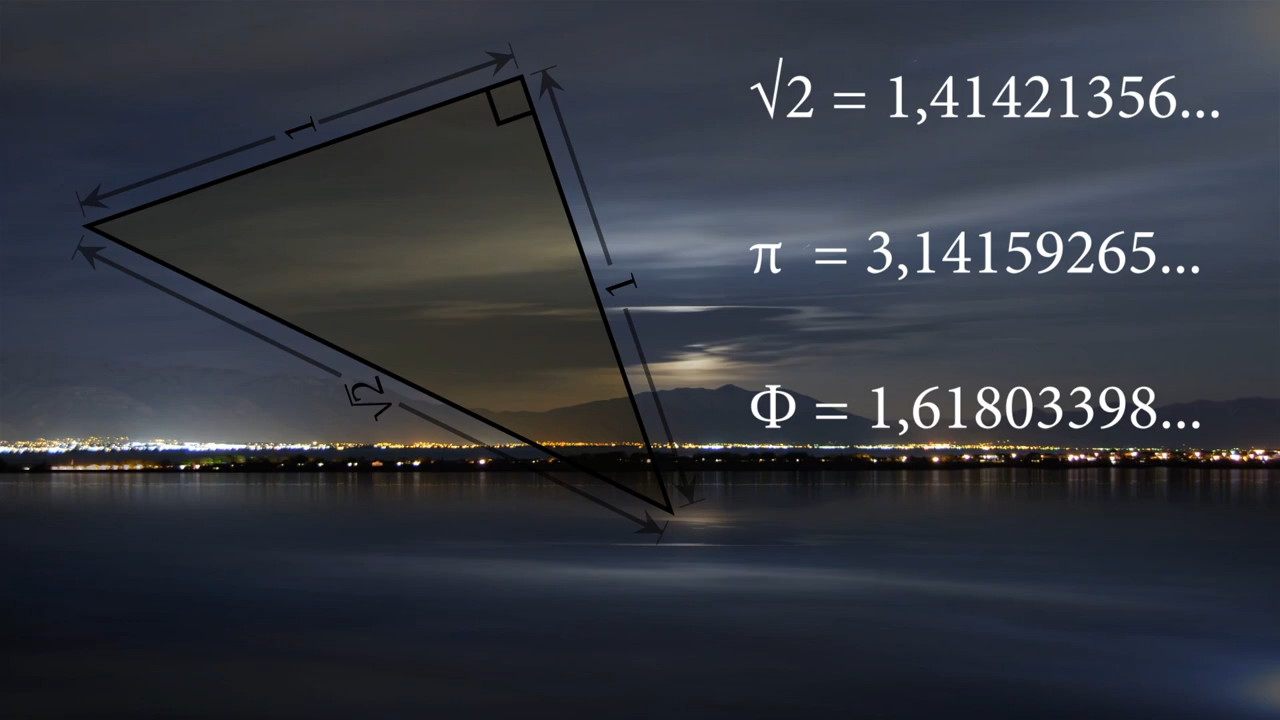 1
1
√2
√2 = 1,41421356...
π = 3,14159265...
Φ = 1,61803398...